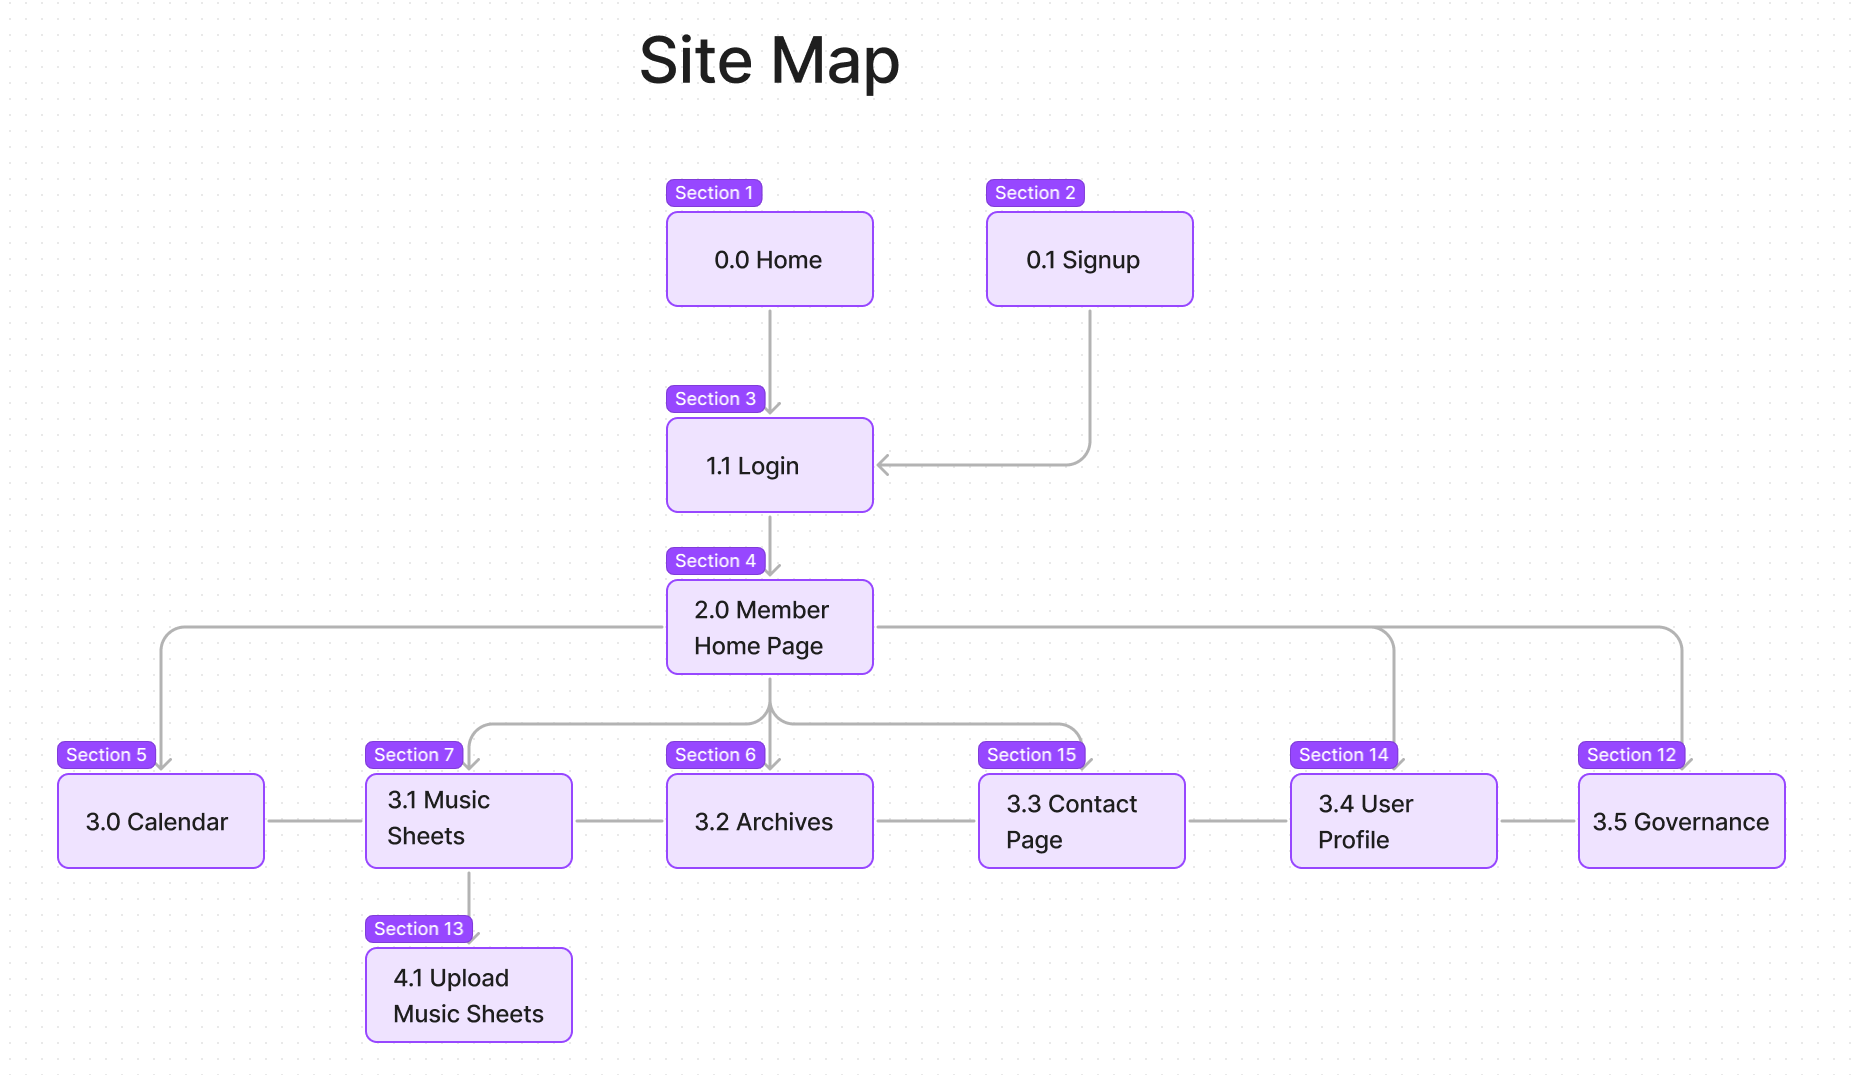 Site Map
Section 1
Section 2
0.0 Home
0.1 Signup
Section 3
1.1 Login
Section 4
2.0 Member
Home Page
Section 5
Section 7
Section 6
Section 15
Section 14
Section 12
3.0 Calendar
3.1 Music
Sheets
3.2 Archives
3.3 Contact
Page
3.4 User
Profile
3.5 Governance
Section 13
4.1 Upload
Music Sheets